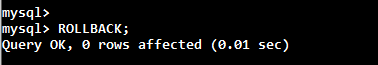 mysql>
mysql> ROLLBACK;
Query OK, 0 rows affected (0.01 sec)